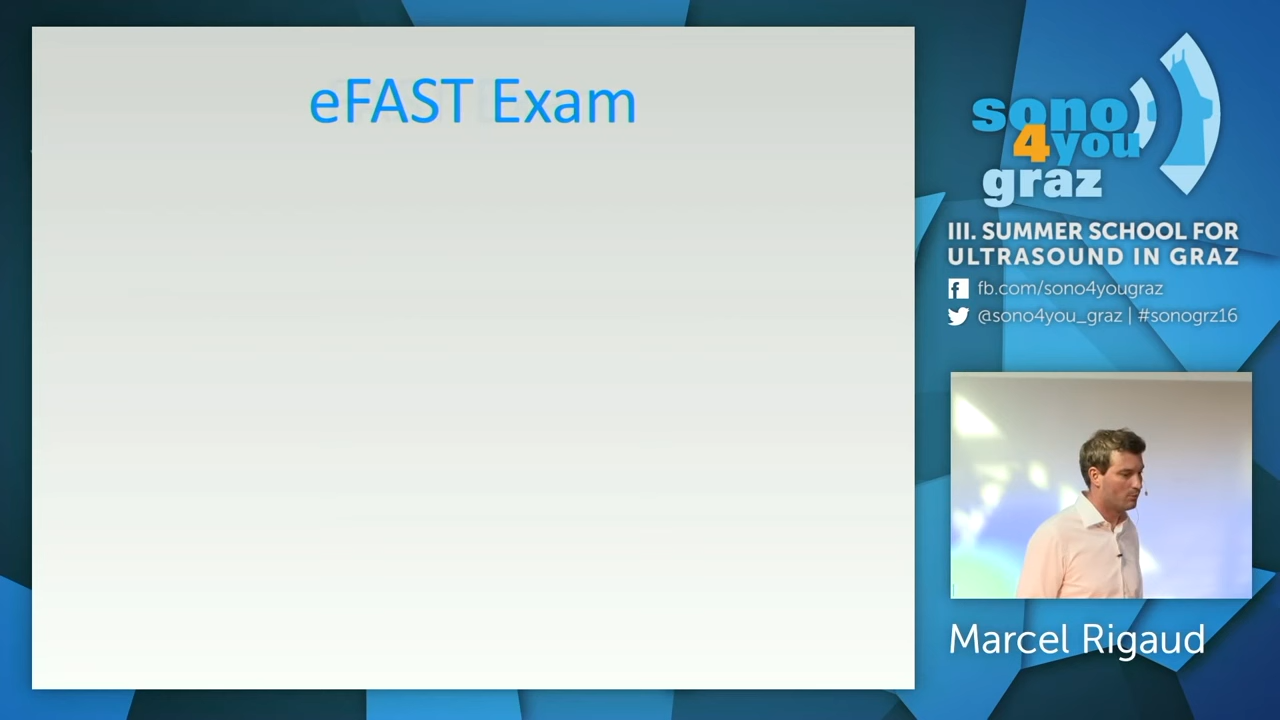 eFAST Exam
sono
4you
graz
III. SUMMER SCHOOL FOR
ULTRASOUND IN GRAZ
fb.com/sono4yougraz
@sono4you_graz | #sonogrz16
Marcel Rigaud